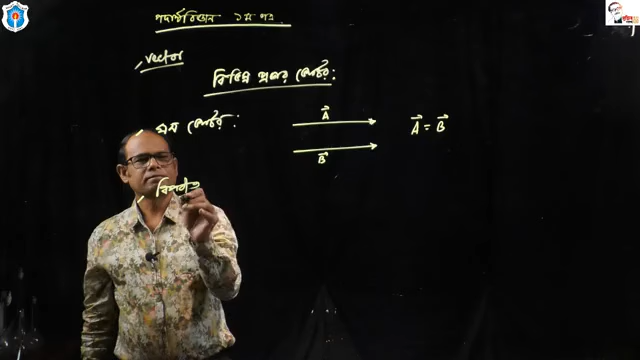 পদার্থবিজ্ঞান ১ম পত্র
vector
বিভিন্ন প্রকার ভেক্টর:
সম ভেক্টর:
A
A = B
B
বিপরীত